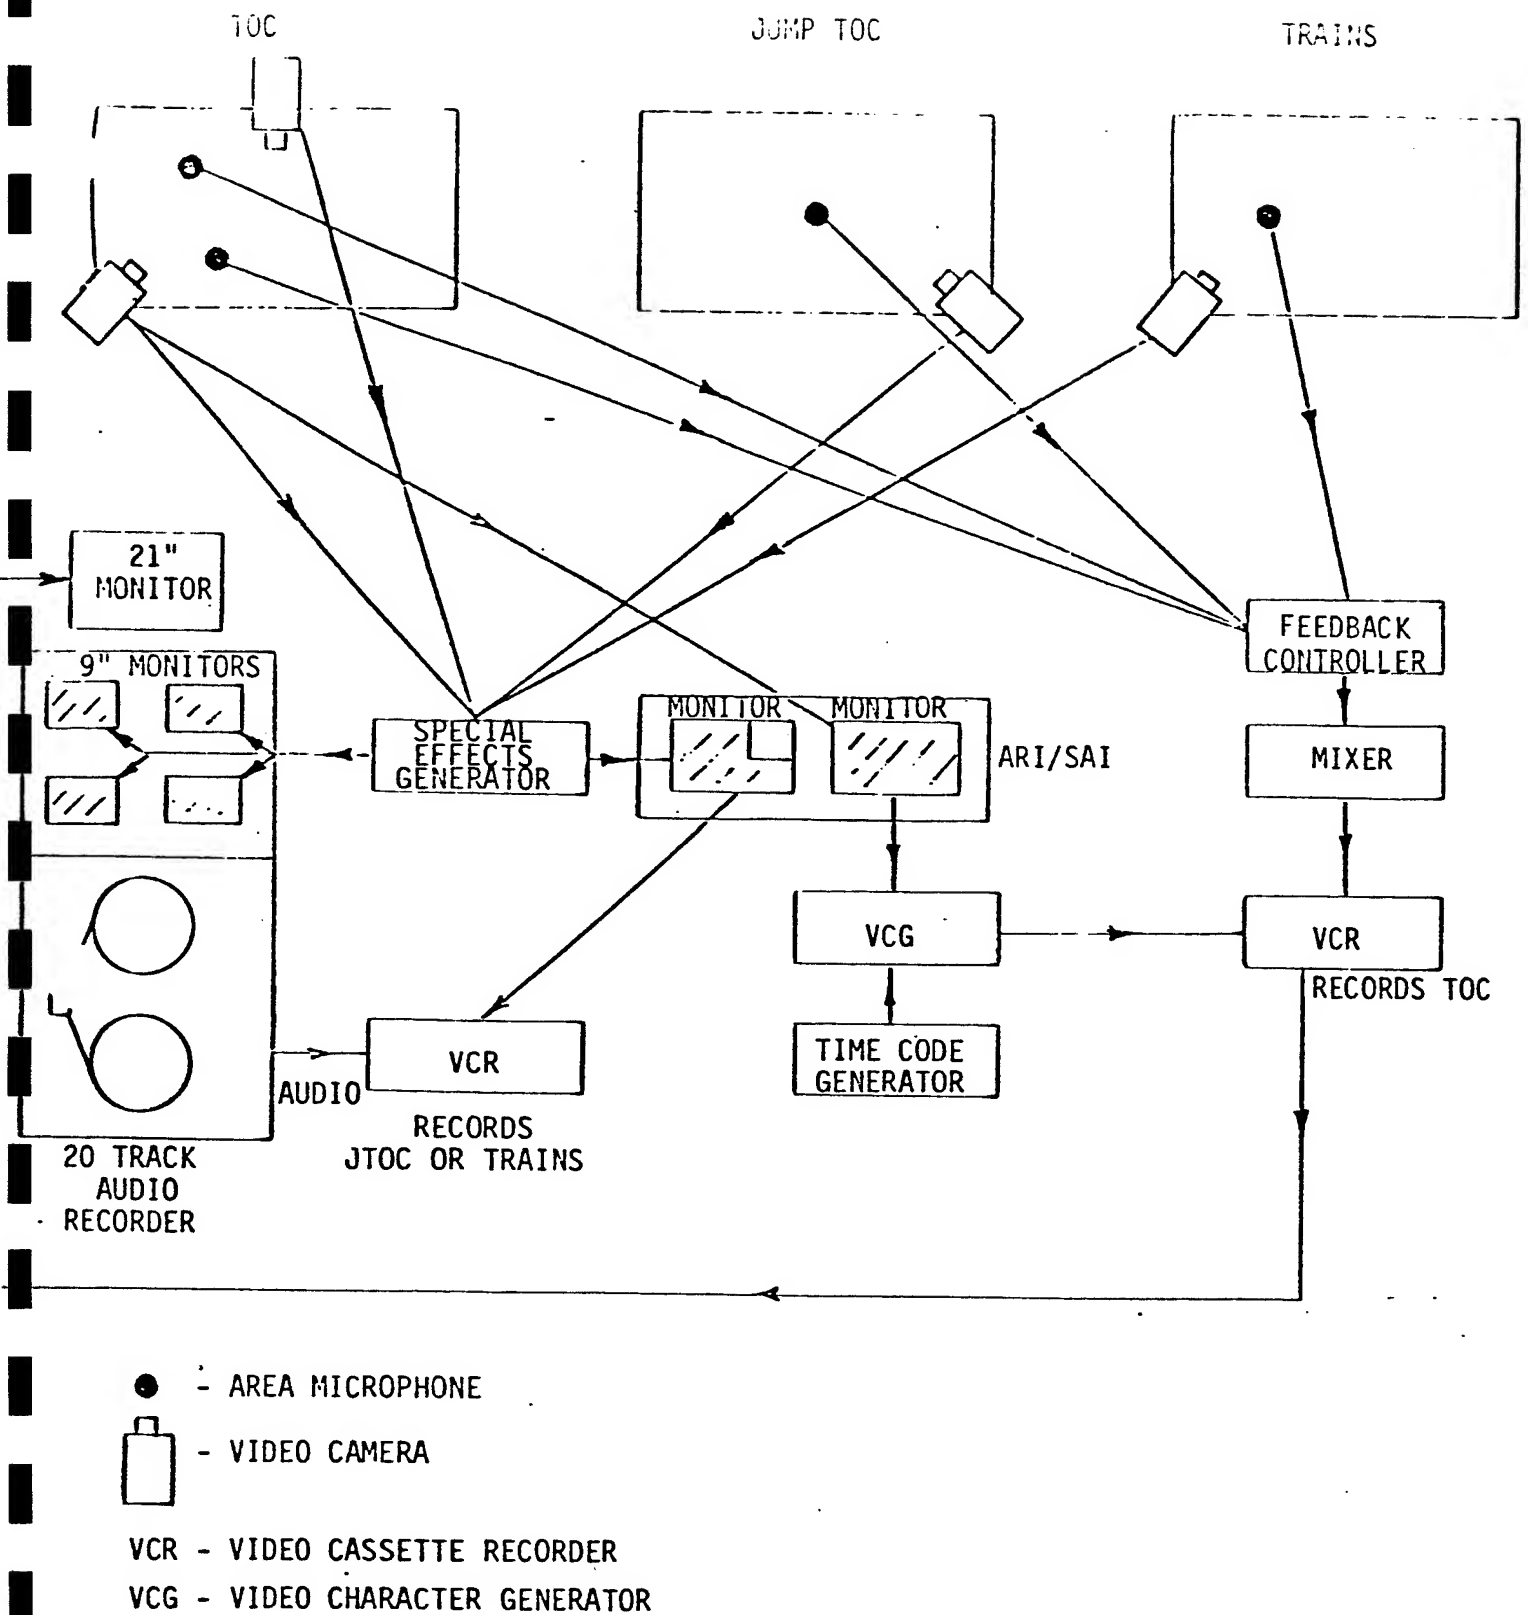 TOC
JUMP TOC
TRAINS
21"
MONITOR
9" MONITORS
FEEDBACK
CONTROLLER
SPECIAL
EFFECTS
GENERATOR
MONITOR
MONITOR
ARI/SAI
MIXER
VCG
VCR
RECORDS TOC
TIME CODE
GENERATOR
VCR
AUDIO
RECORDS
JTOC OR TRAINS
20 TRACK
AUDIO
RECORDER
- AREA MICROPHONE
- VIDEO CAMERA
VCR - VIDEO CASSETTE RECORDER
VCG - VIDEO CHARACTER GENERATOR